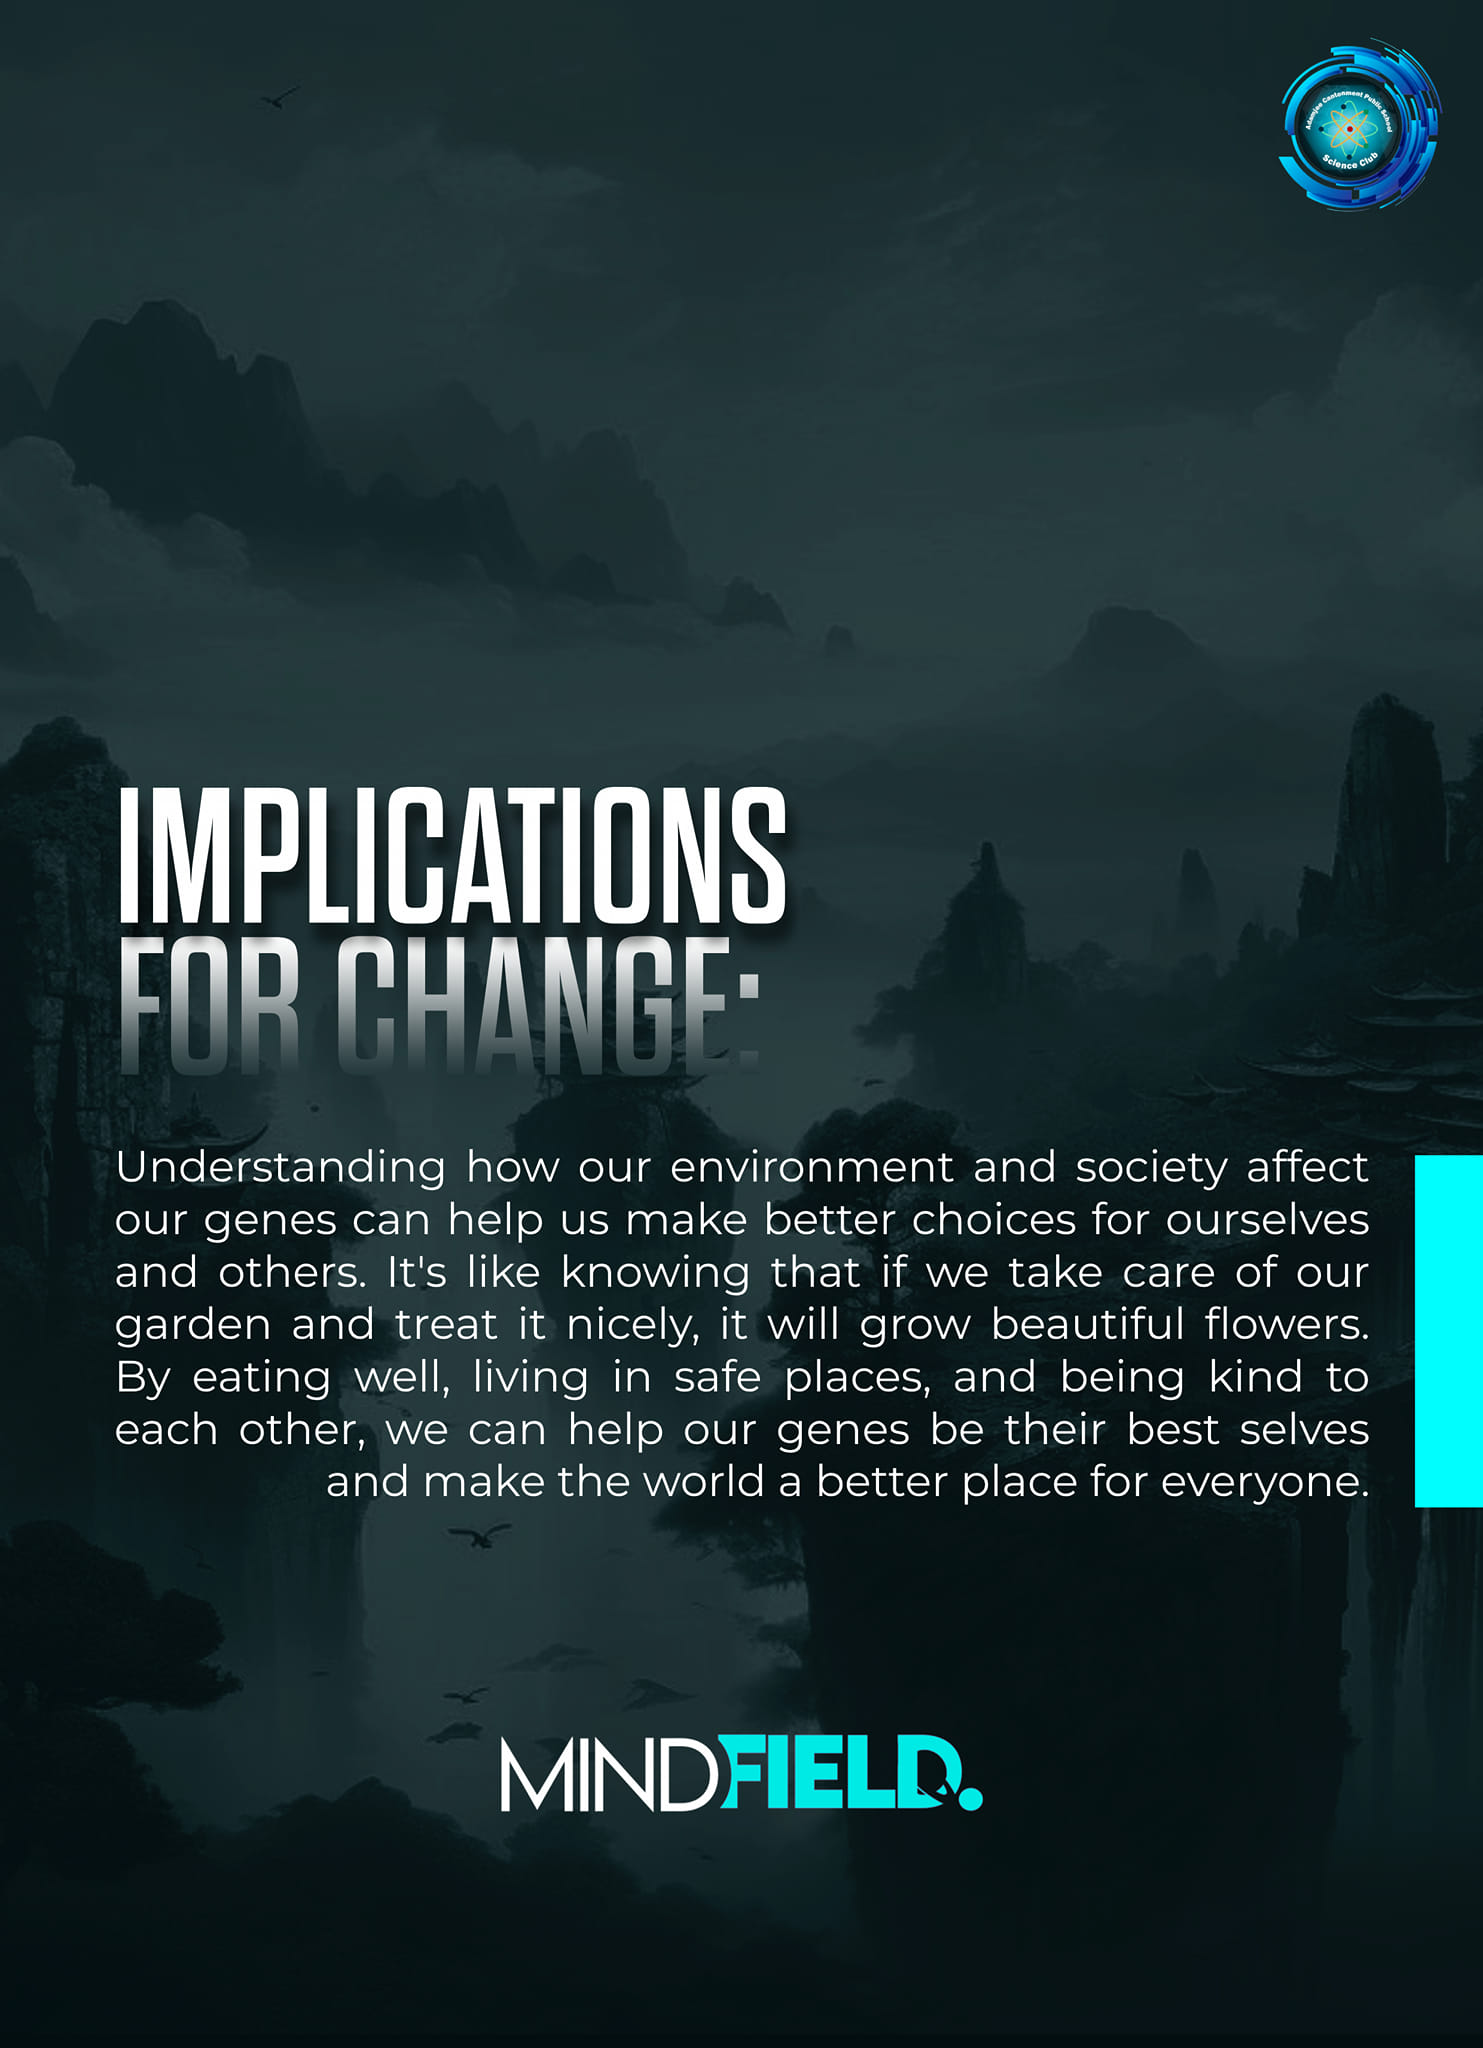 Adamjee Cantonment Public School
Science Club
IMPLICATIONS
FOR CHANGE:
Understanding how our environment and society affect
our genes can help us make better choices for ourselves
and others. It's like knowing that if we take care of our
garden and treat it nicely, it will grow beautiful flowers.
By eating well, living in safe places, and being kind to
each other, we can help our genes be their best selves
and make the world a better place for everyone.
MINDFIELD.